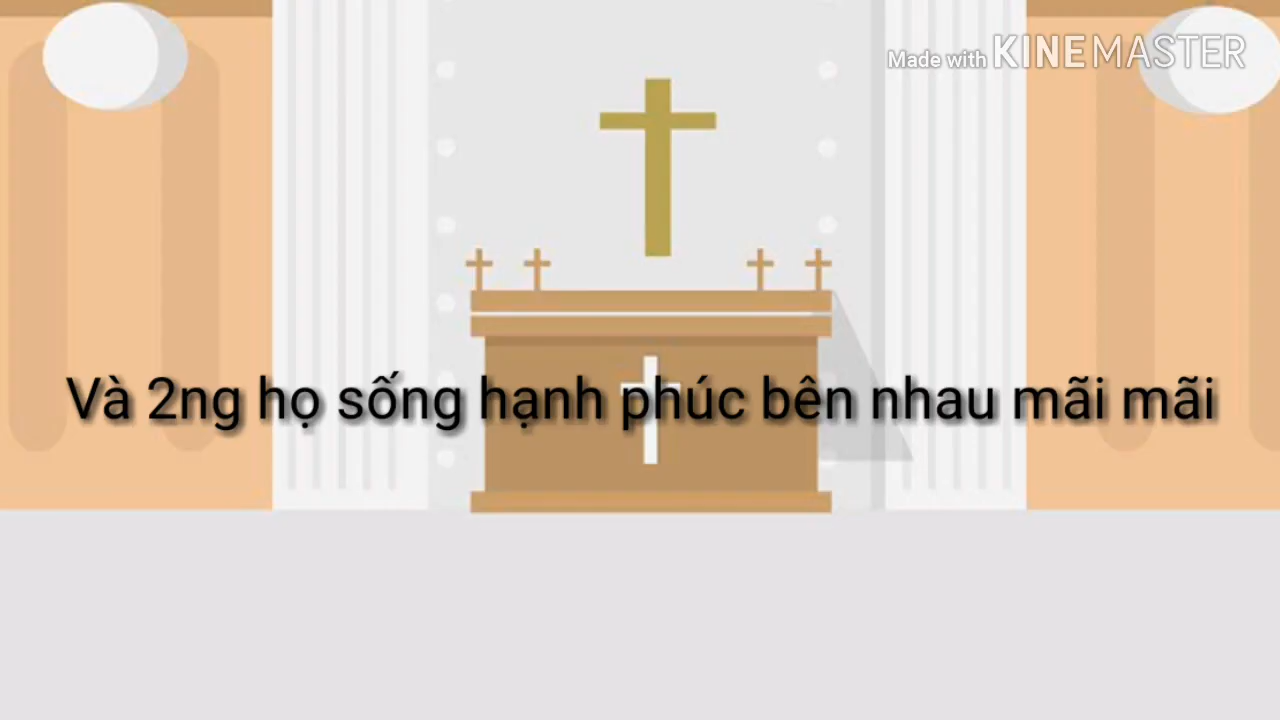 Made with KINEMASTER
Và 2ng họ sống hạnh phúc bên nhau mãi mãi